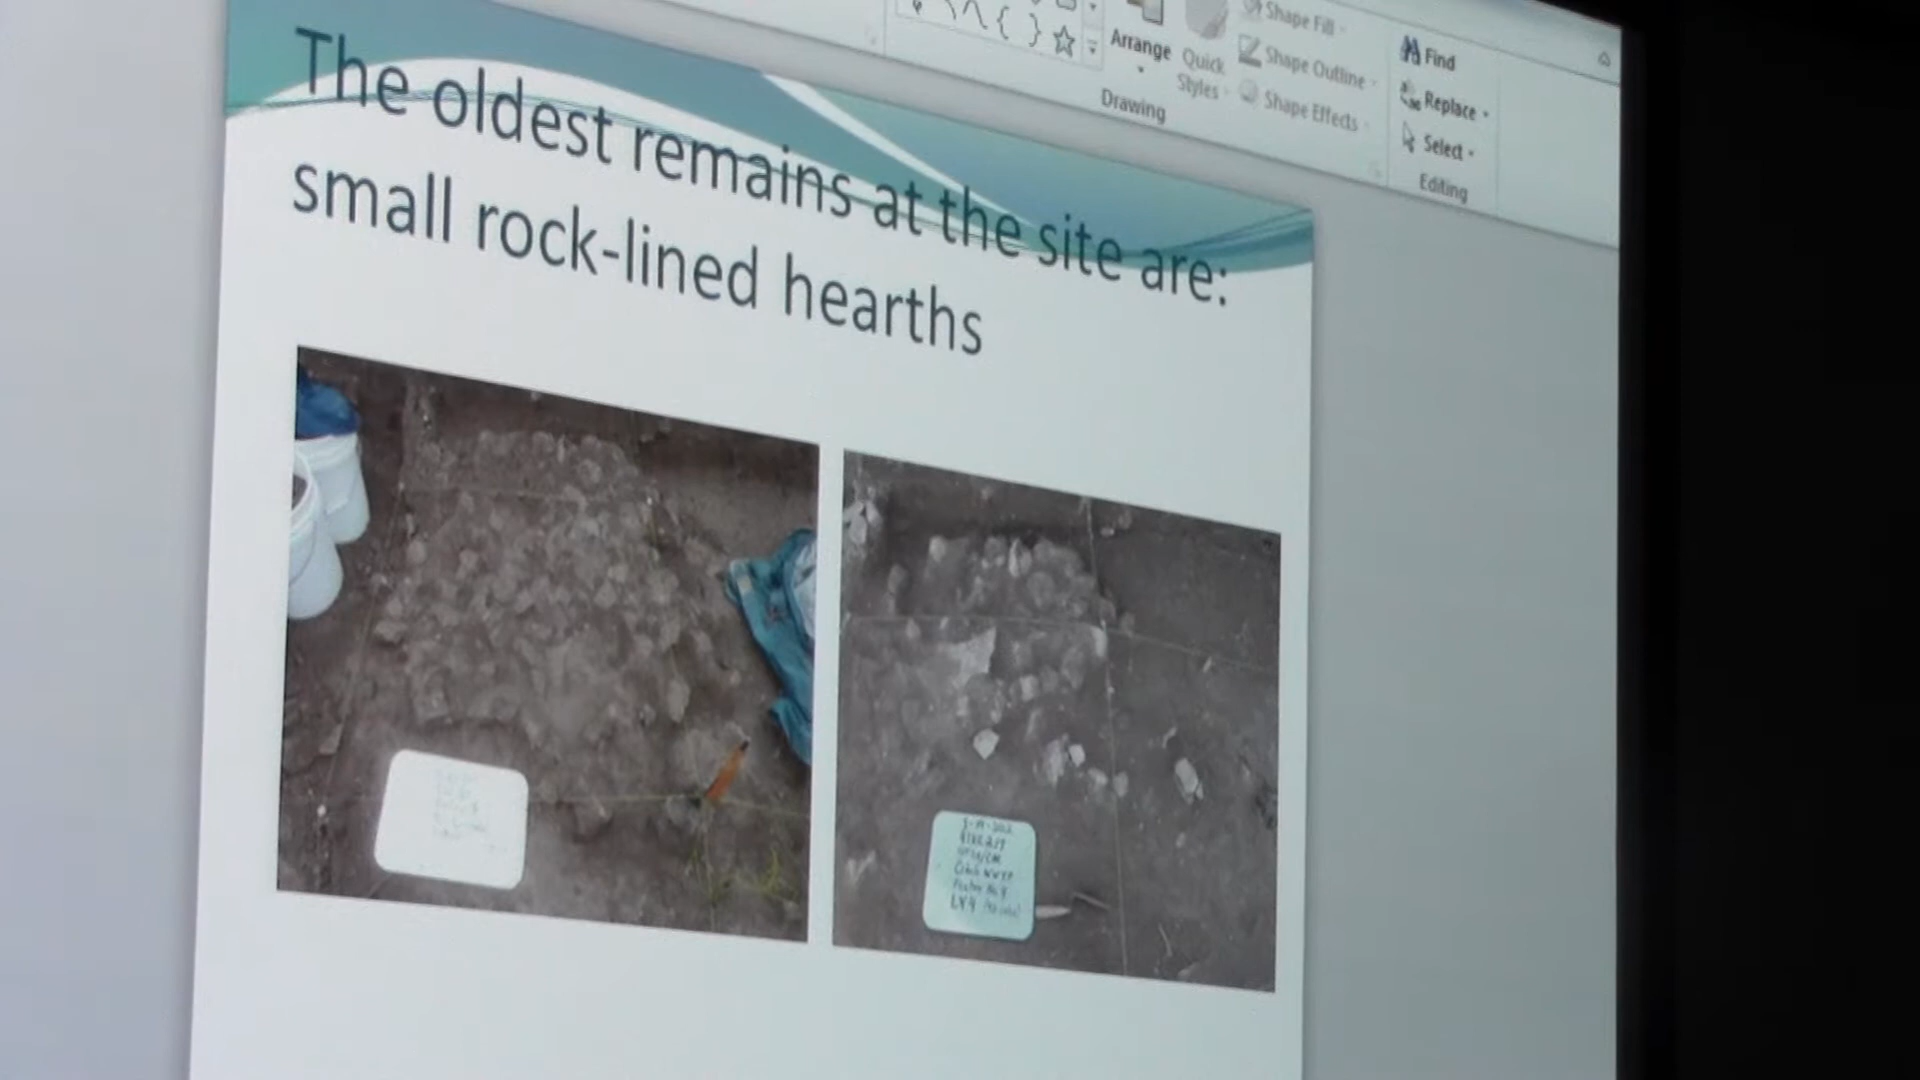 The oldest remains at the site are:
small rock-lined hearths
Arrange
Quick
Styles
Shape Fill
Shape Outline
Shape Effects
Drawing
Find
Replace
Select
Editing